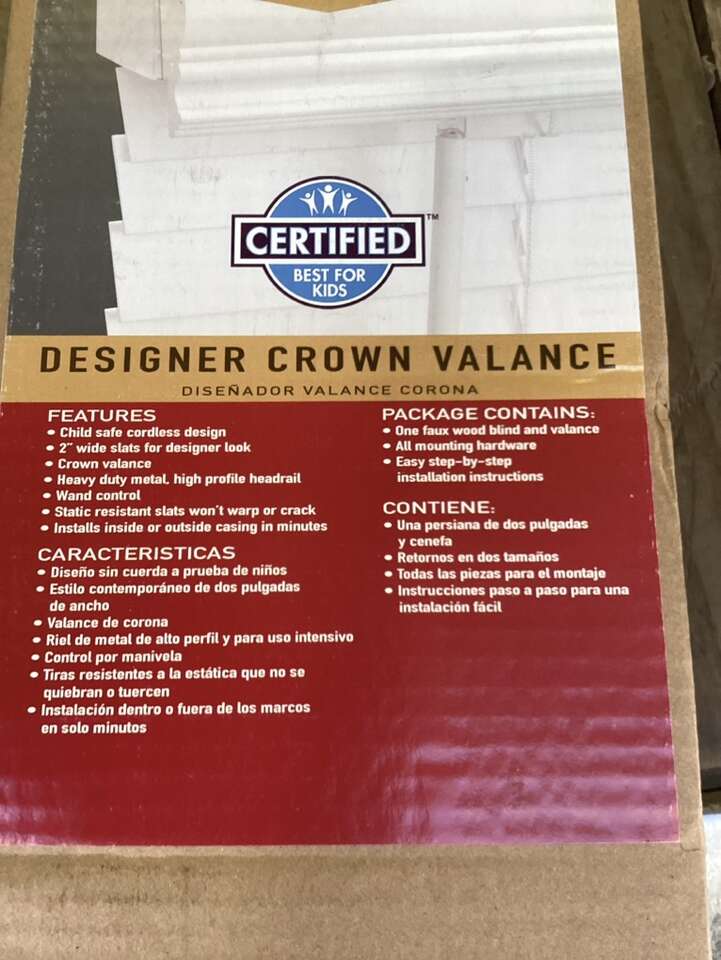 CERTIFIED™
BEST FOR
KIDS
DESIGNER CROWN VALANCE
DISEÑADOR VALANCE CORONA
FEATURES
• Child safe cordless design
• 2" wide slats for designer look
• Crown valance
• Heavy duty metal, high profile headrail
• Wand control
• Static resistant slats won't warp or crack
• Installs inside or outside casing in minutes
CARACTERISTICAS
• Diseño sin cuerda a prueba de niños
• Estilo contemporáneo de dos pulgadas
de ancho
• Valance de corona
• Riel de metal de alto perfil y para uso intensivo
• Control por manivela
• Tiras resistentes a la estática que no se
quiebran o tuercen
• Instalación dentro o fuera de los marcos
en solo minutos
PACKAGE CONTAINS:
• One faux wood blind and valance
• All mounting hardware
• Easy step-by-step
installation instructions
CONTIENE:
• Una persiana de dos pulgadas
y cenefa
• Retornos en dos tamaños
• Todas las piezas para el montaje
• Instrucciones paso a paso para una
instalación fácil